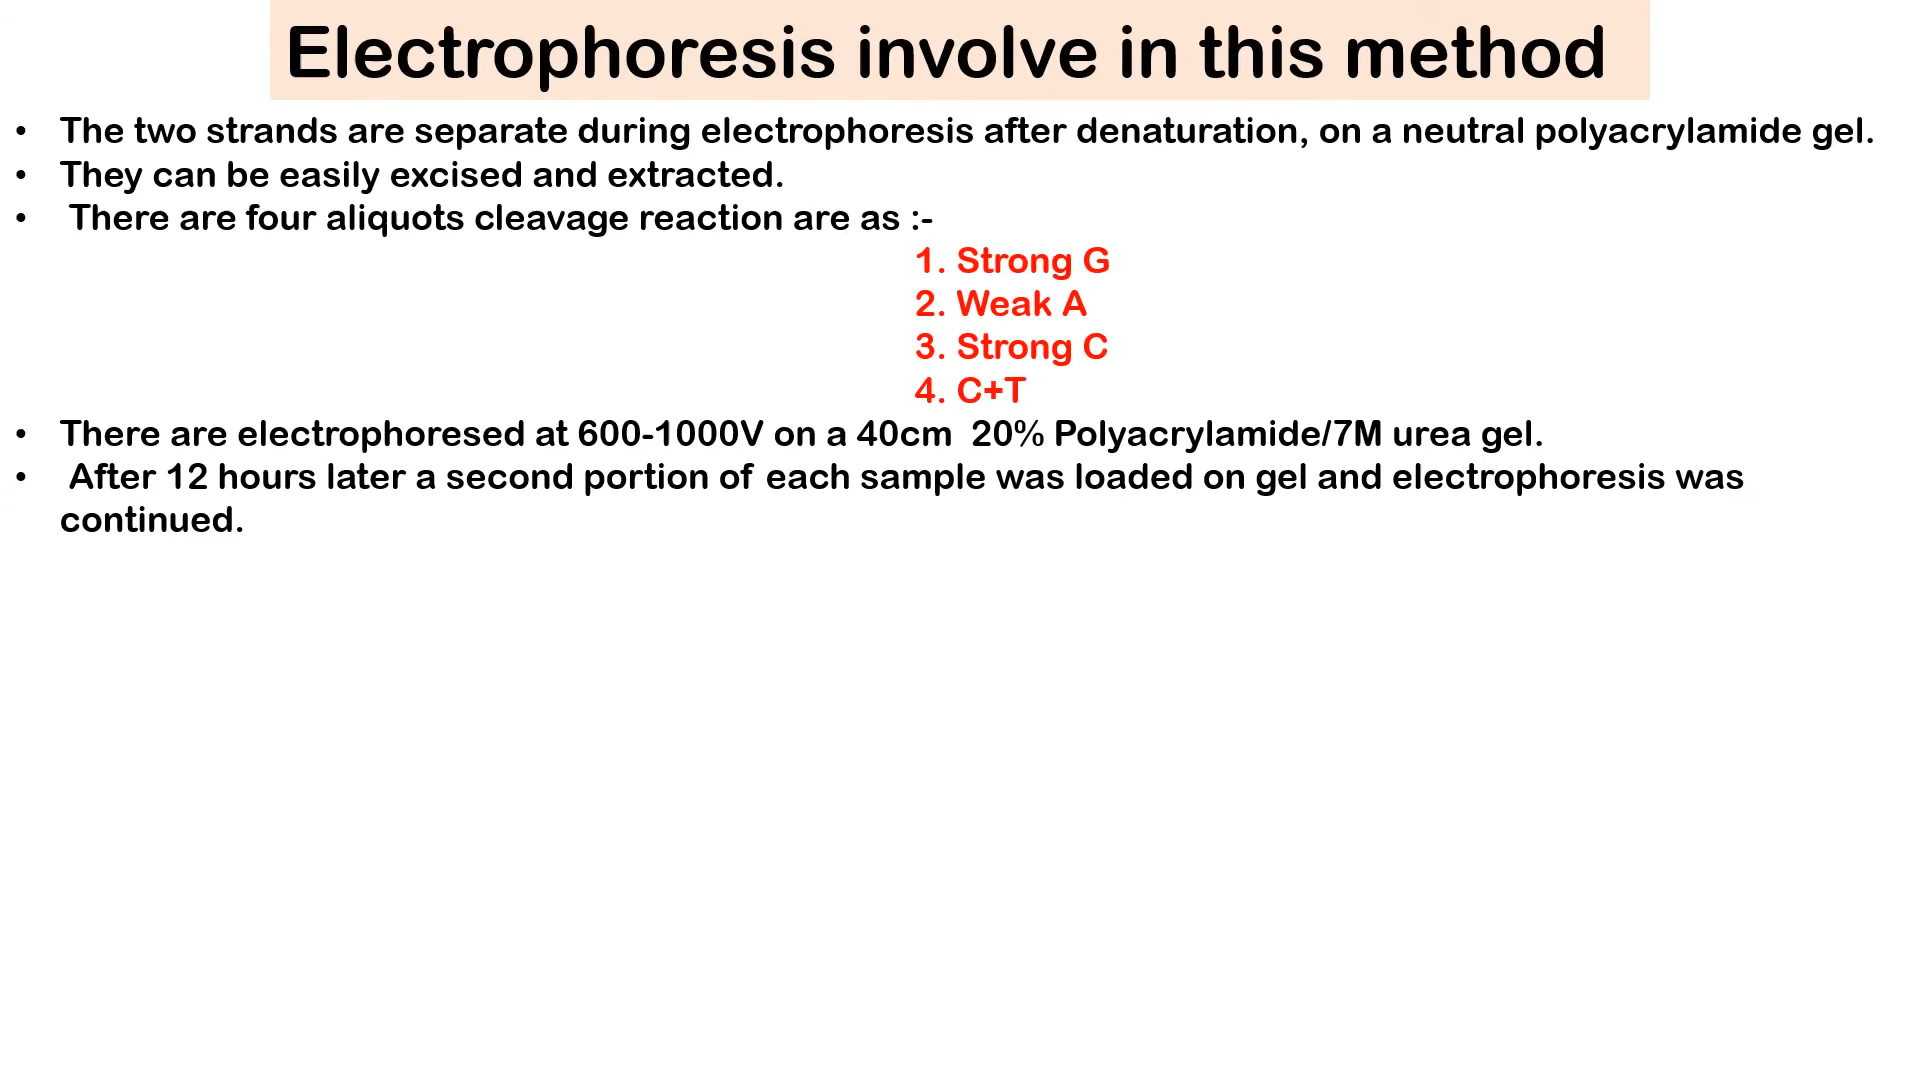 Electrophoresis involve in this method
• The two strands are separate during electrophoresis after denaturation, on a neutral polyacrylamide gel.
• They can be easily excised and extracted.
• There are four aliquots cleavage reaction are as :-
1. Strong G
2. Weak A
3. Strong C
4. C+T
• There are electrophoresed at 600-1000V on a 40cm 20% Polyacrylamide/7M urea gel.
• After 12 hours later a second portion of each sample was loaded on gel and electrophoresis was
continued.